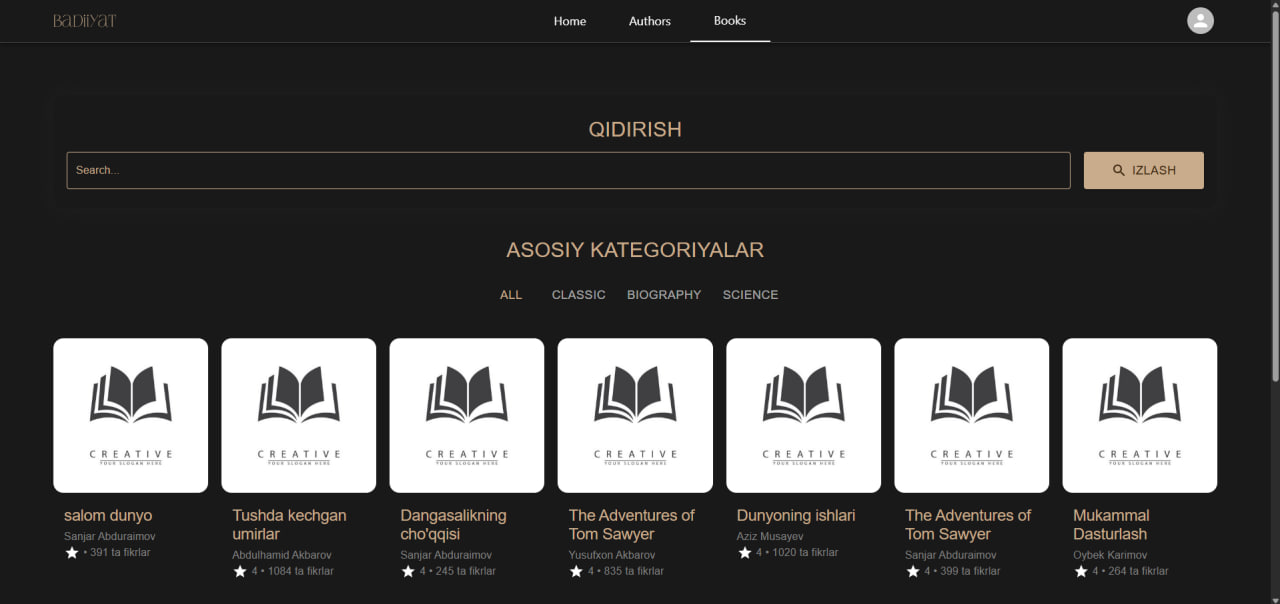 BADIIYAT
Home Authors Books
QIDIRISH
Search...
IZLASH
ASOSIY KATEGORIYALAR
ALL CLASSIC BIOGRAPHY SCIENCE
CREATIVE
YOUR SLOGAN HERE
CREATIVE
YOUR SLOGAN HERE
CREATIVE
YOUR SLOGAN HERE
CREATIVE
YOUR SLOGAN HERE
CREATIVE
YOUR SLOGAN HERE
CREATIVE
YOUR SLOGAN HERE
CREATIVE
YOUR SLOGAN HERE
salom dunyo
Sanjar Abduraimov
• 391 ta fikrlar
Tushda kechgan
umirlar
Abdulhamid Akbarov
4 • 1084 ta fikrlar
Dangasalikning
cho'qqisi
Sanjar Abduraimov
4 • 245 ta fikrlar
The Adventures of
Tom Sawyer
Yusufxon Akbarov
4 • 835 ta fikrlar
Dunyoning ishlari
Aziz Musayev
4 • 1020 ta fikrlar
The Adventures of
Tom Sawyer
Sanjar Abduraimov
4 • 399 ta fikrlar
Mukammal
Dasturlash
Oybek Karimov
4 • 264 ta fikrlar